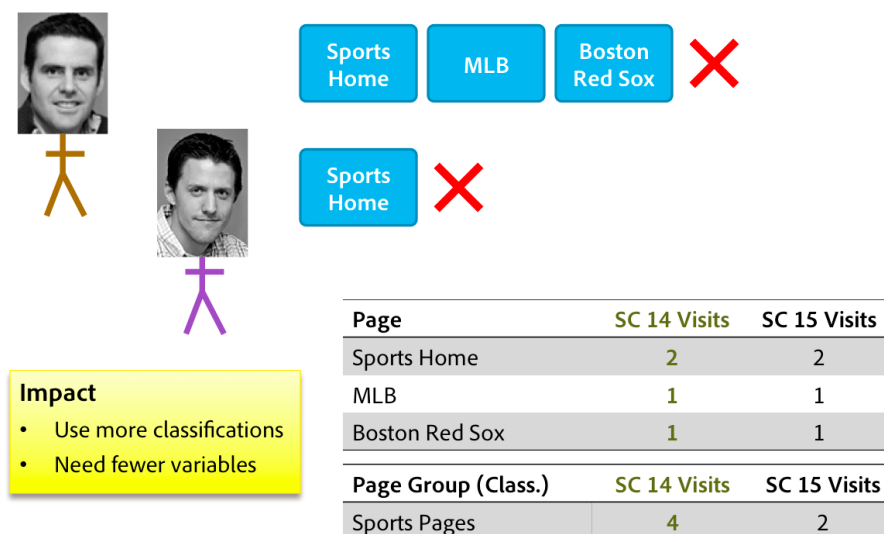 Sports
Home
MLB
Boston
Red Sox
Sports
Home
Page SC 14 Visits SC 15 Visits
Sports Home 2 2
MLB 1 1
Boston Red Sox 1 1
Page Group (Class.) SC 14 Visits SC 15 Visits
Sports Pages 4 2
Impact
• Use more classifications
• Need fewer variables